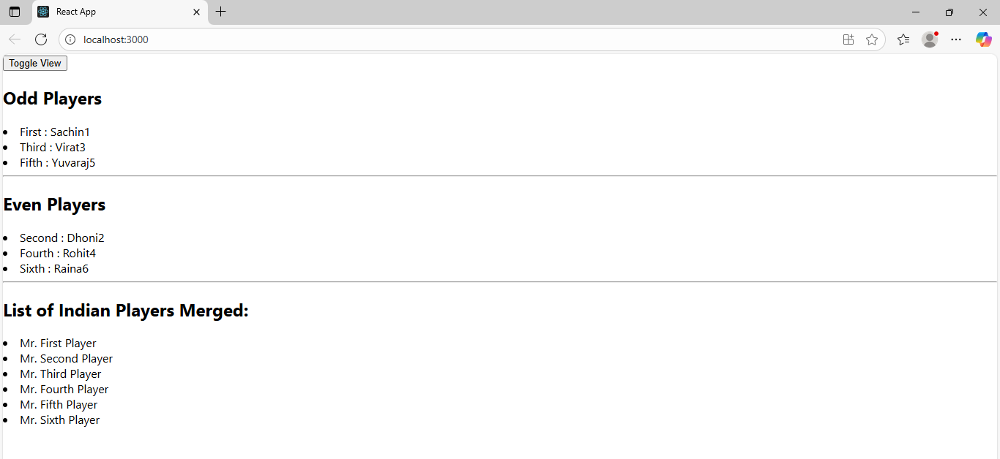 React App
localhost:3000
Toggle View
Odd Players
First : Sachin1
Third : Virat3
Fifth : Yuvaraj5
Even Players
Second : Dhoni2
Fourth : Rohit4
Sixth : Raina6
List of Indian Players Merged:
Mr. First Player
Mr. Second Player
Mr. Third Player
Mr. Fourth Player
Mr. Fifth Player
Mr. Sixth Player